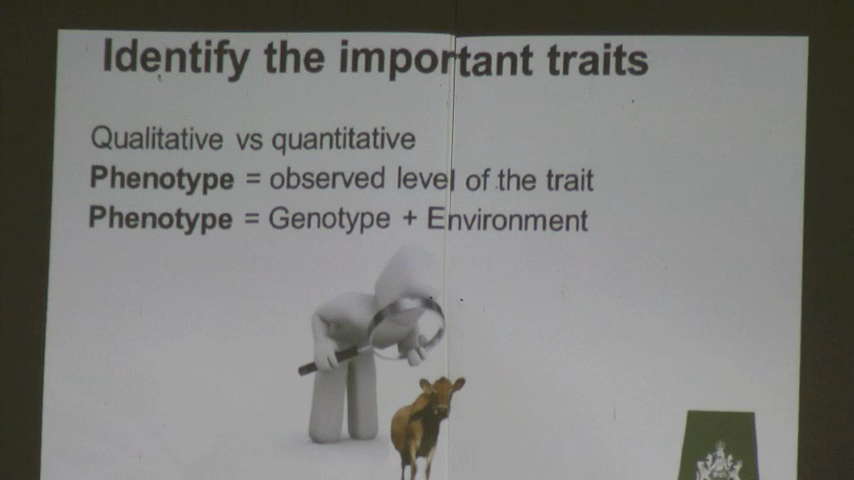 Identify the important traits
Qualitative vs quantitative
Phenotype = observed level of the trait
Phenotype = Genotype + Environment